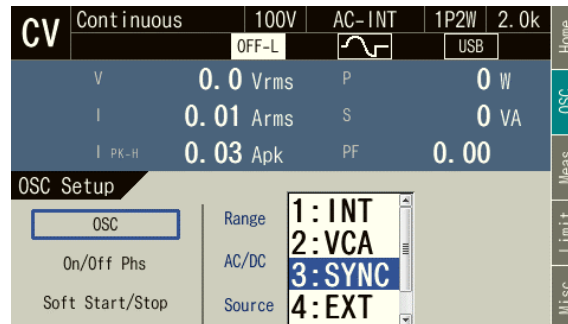 CV Continuous 100V AC-INT 1P2W 2.0k
OFF-L USB
V 0.0 Vrms P 0 W
I 0.01 Arms S 0 VA
I PK-H 0.03 Apk PF 0.00
OSC Setup
OSC
On/Off Phs
Soft Start/Stop
Range
AC/DC
Source
1:INT
2:VCA
3:SYNC
4:EXT
Home
OSC
Meas
Limit
Misc